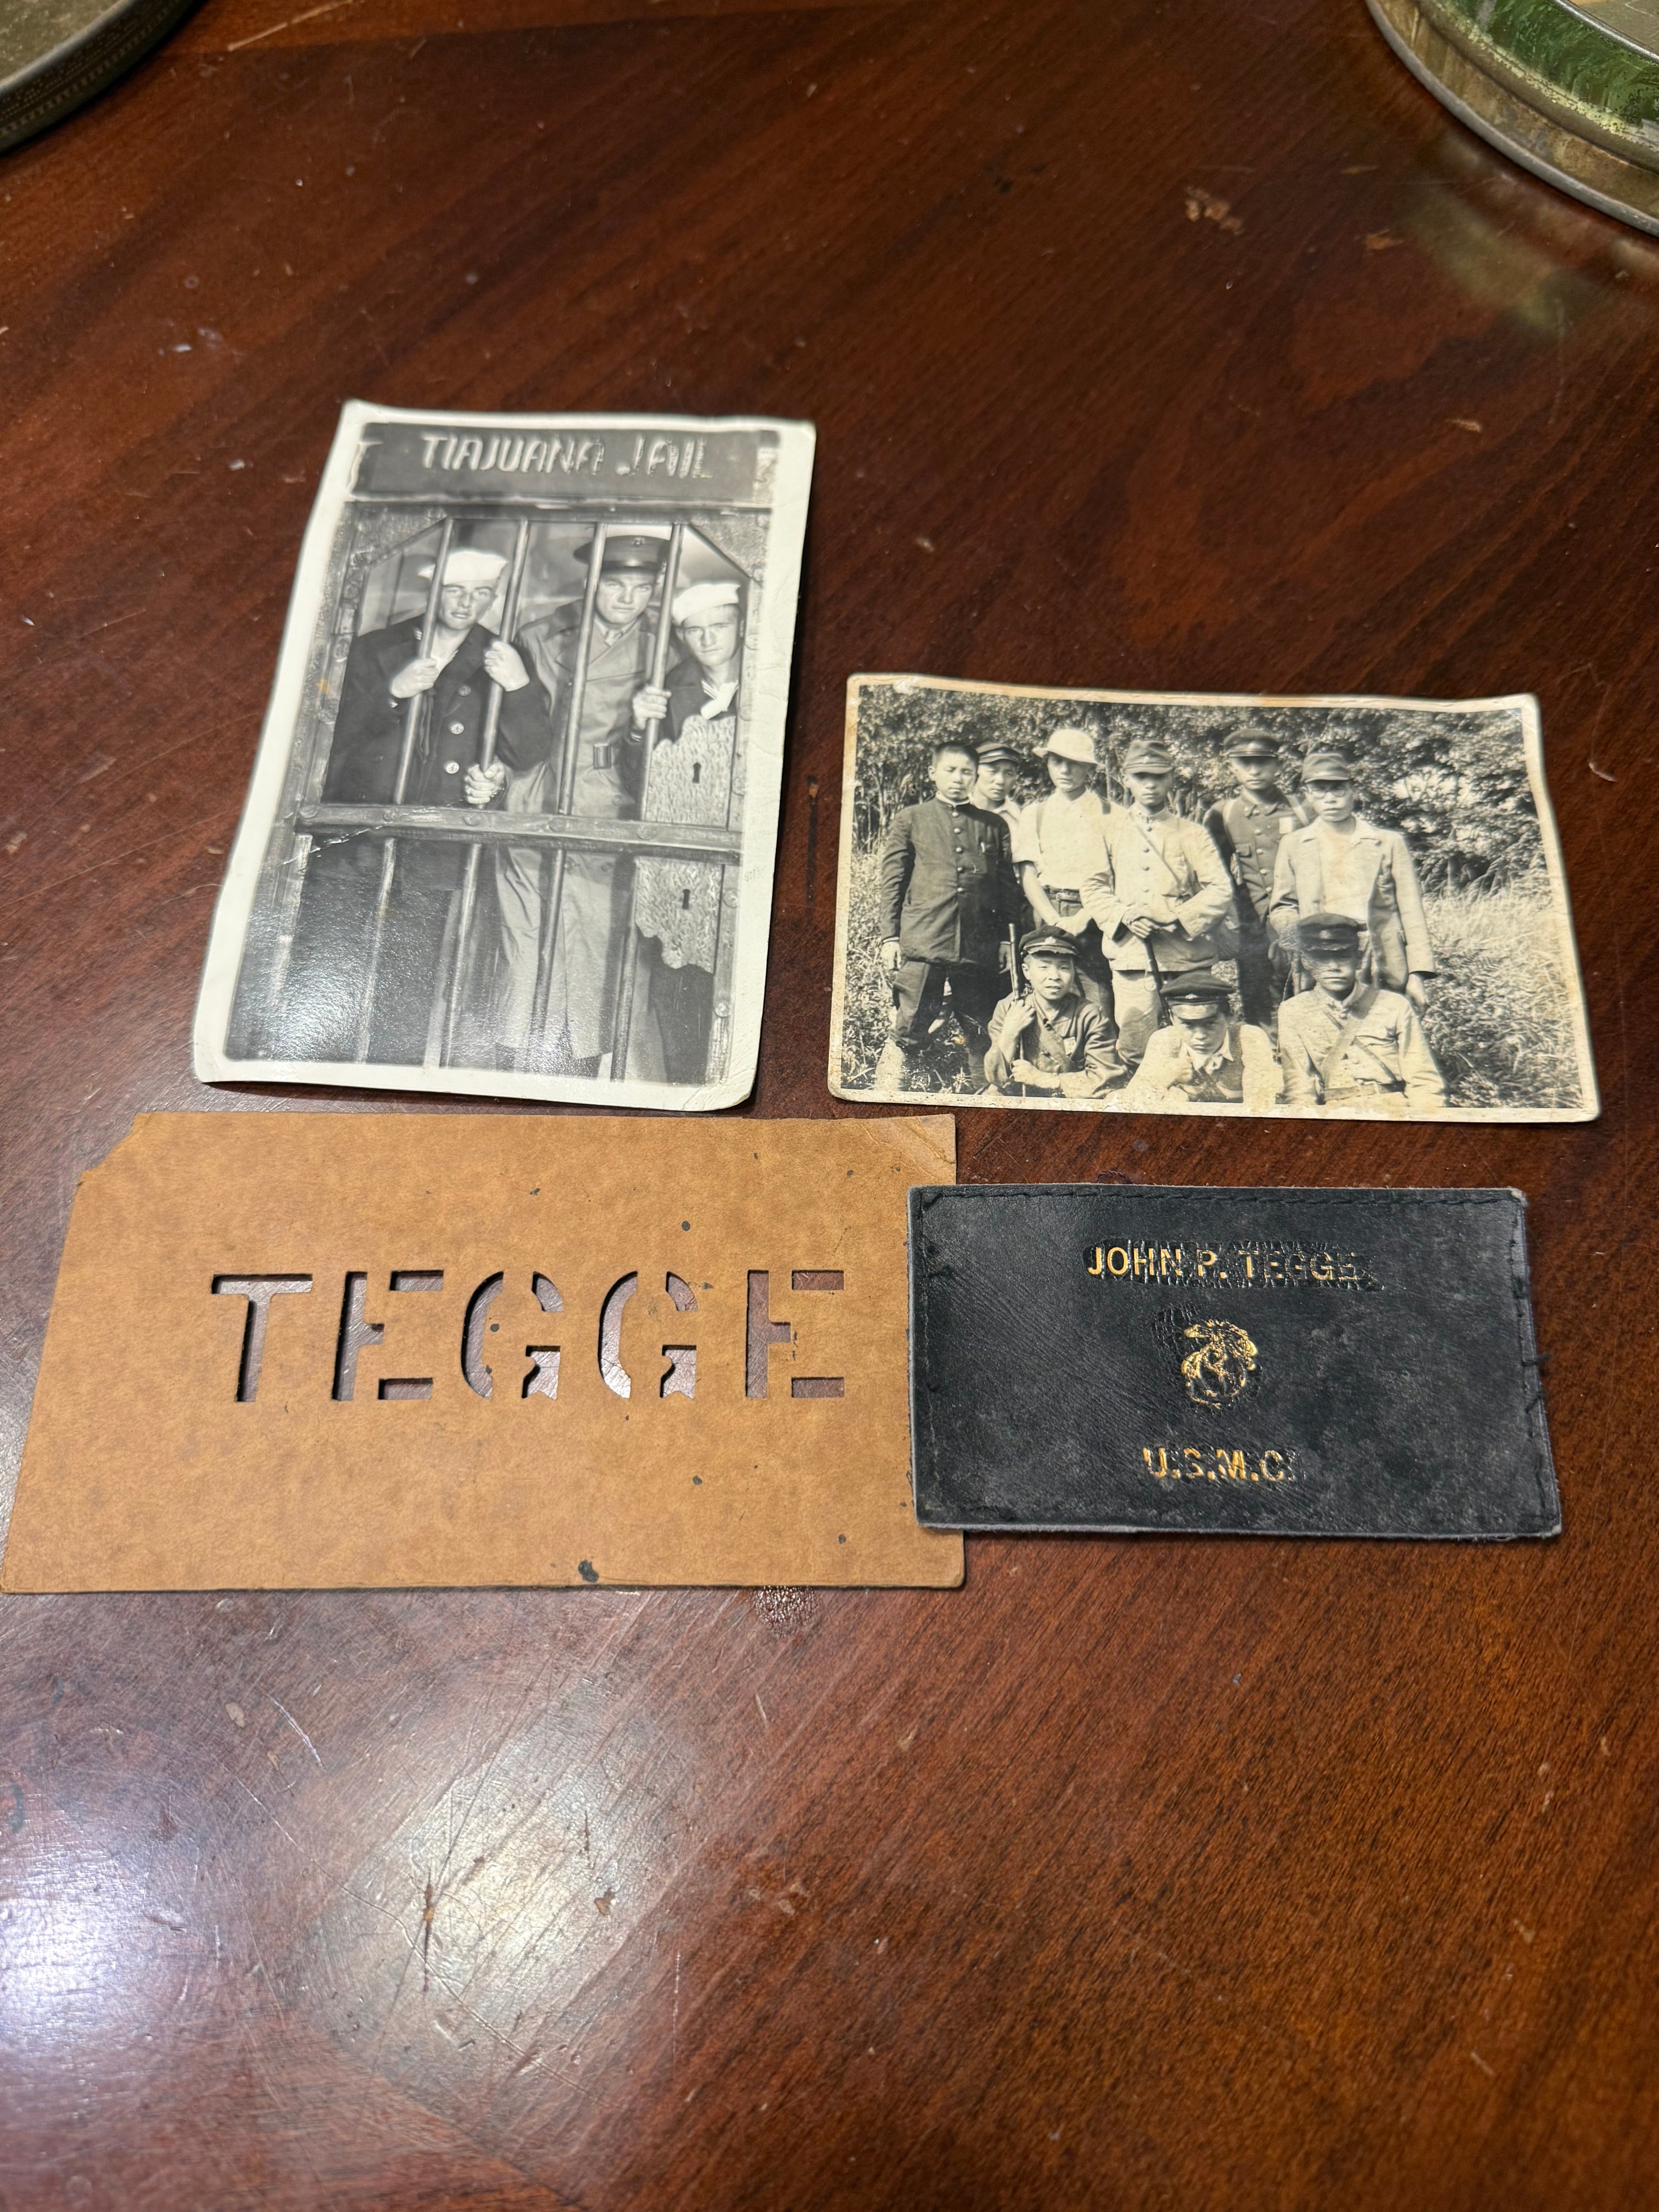 TIAJUANA JAIL
TEGGE
JOHN P. TEGGE
U.S.M.C.